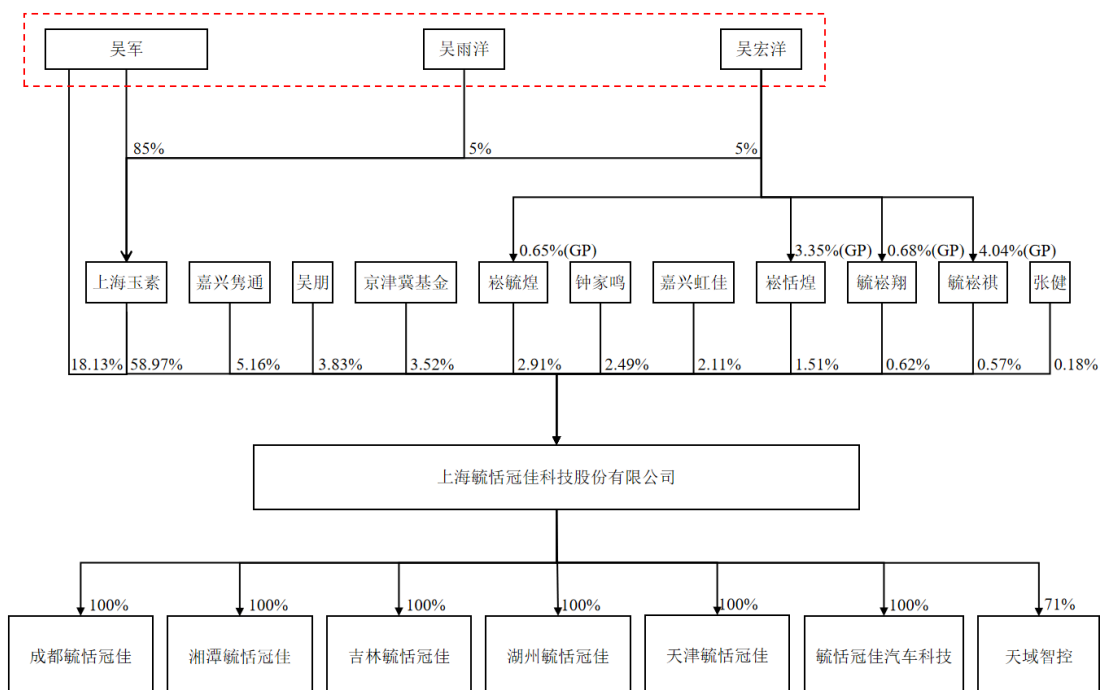 吴军
吴雨洋
吴宏洋
85%
5%
5%
0.65%(GP)
3.35%(GP)
0.68%(GP)
4.04%(GP)
上海玉素
嘉兴隽通
吴朋
京津冀基金
崧毓煌
钟家鸣
嘉兴虹佳
崧恬煌
毓崧翔
毓崧祺
张健
18.13%
58.97%
5.16%
3.83%
3.52%
2.91%
2.49%
2.11%
1.51%
0.62%
0.57%
0.18%
上海毓恬冠佳科技股份有限公司
100%
100%
100%
100%
100%
100%
71%
成都毓恬冠佳
湘潭毓恬冠佳
吉林毓恬冠佳
湖州毓恬冠佳
天津毓恬冠佳
毓恬冠佳汽车科技
天域智控